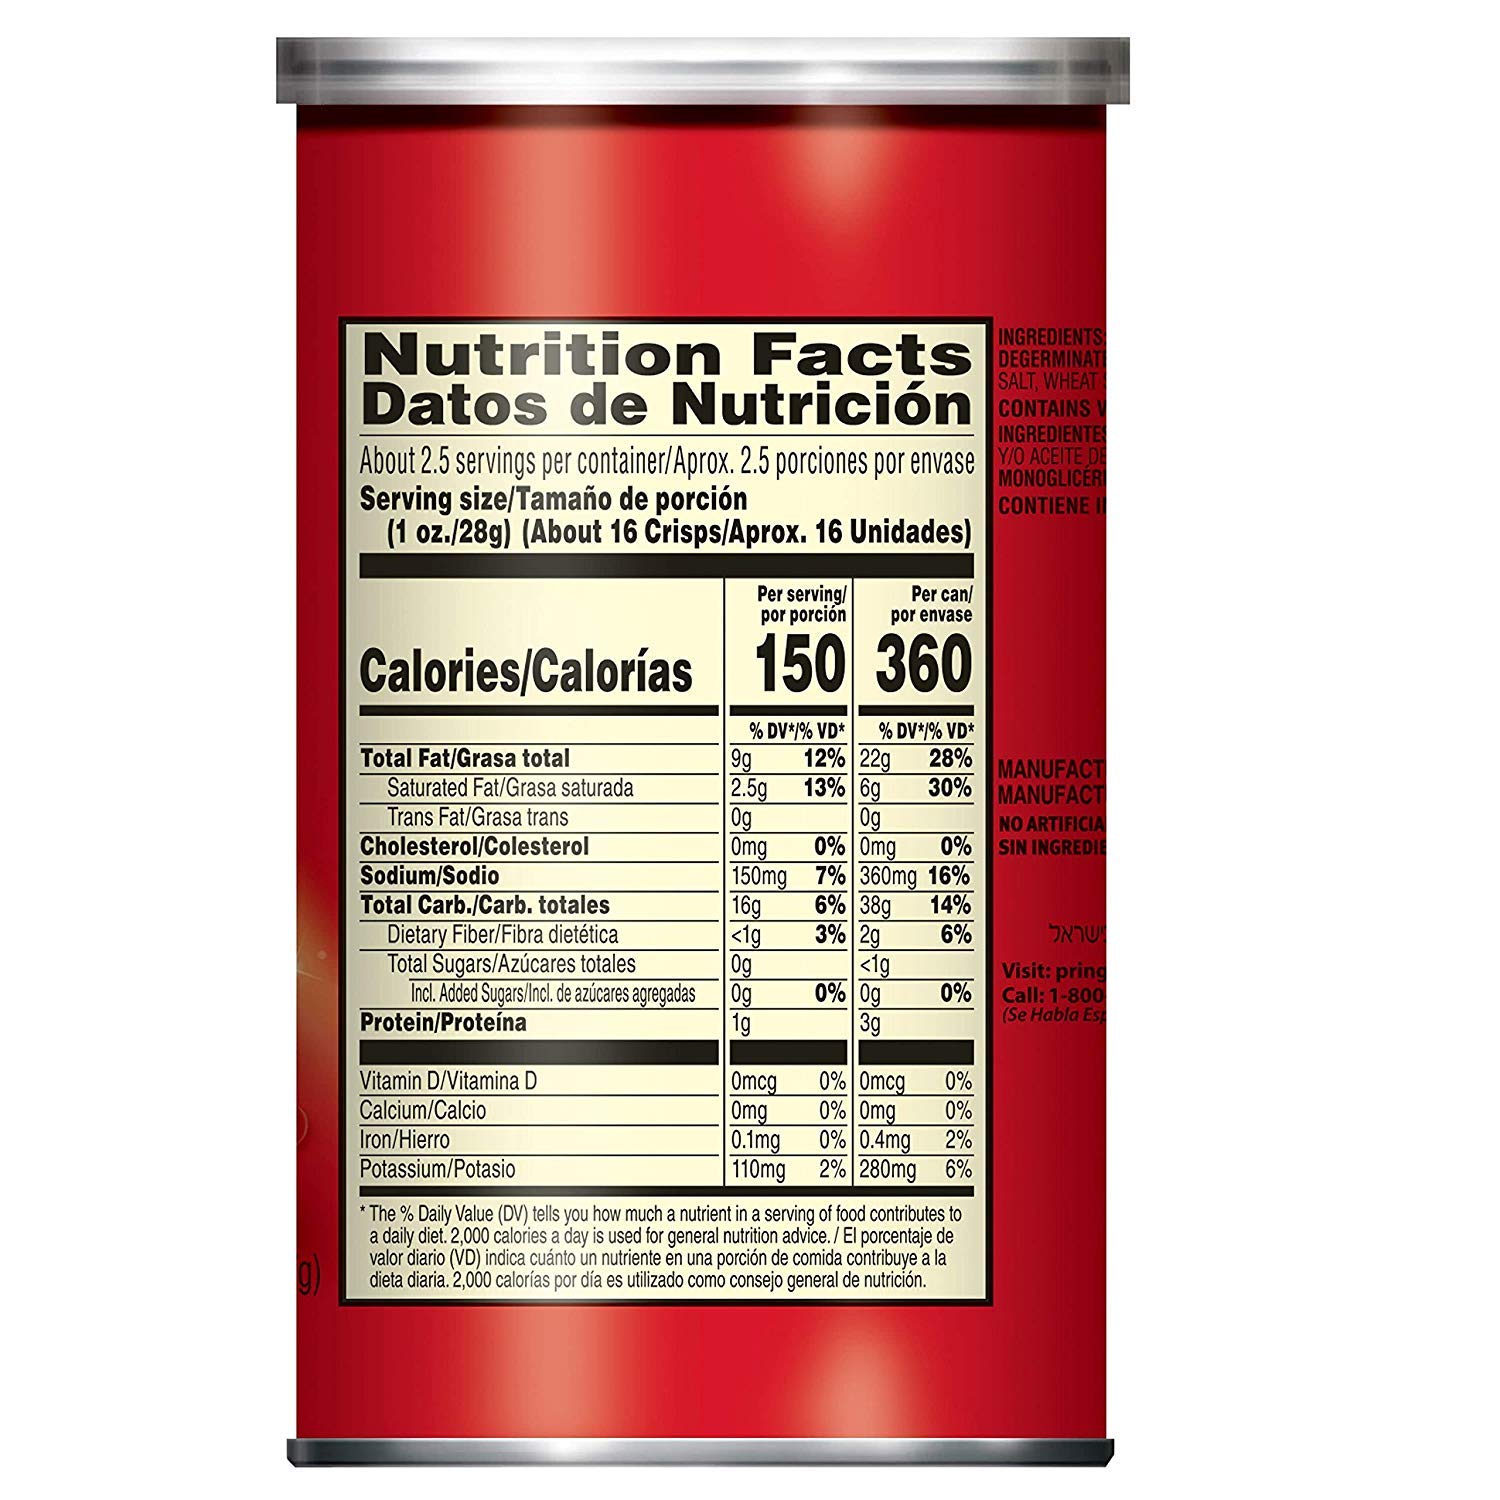 Nutrition Facts
Datos de Nutrición
About 2.5 servings per container/Aprox. 2.5 porciones por envase
Serving size/Tamaño de porción
(1 oz./28g) (About 16 Crisps/Aprox. 16 Unidades)
Per serving/ Per can/
por porción por envase
Calories/Calorías 150 360
% DV*/% VD* % DV*/% VD*
Total Fat/Grasa total 9g 12% 22g 28%
Saturated Fat/Grasa saturada 2.5g 13% 6g 30%
Trans Fat/Grasa trans 0g 0g
Cholesterol/Colesterol 0mg 0% 0mg 0%
Sodium/Sodio 150mg 7% 360mg 16%
Total Carb./Carb. totales 16g 6% 38g 14%
Dietary Fiber/Fibra dietética <1g 3% 2g 6%
Total Sugars/Azúcares totales 0g <1g
Incl. Added Sugars/Incl. de azúcares agregadas 0g 0% 0g 0%
Protein/Proteína 1g 3g
Vitamin D/Vitamina D 0mcg 0% 0mcg 0%
Calcium/Calcio 0mg 0% 0mg 0%
Iron/Hierro 0.1mg 0% 0.4mg 2%
Potassium/Potasio 110mg 2% 280mg 6%
* The % Daily Value (DV) tells you how much a nutrient in a serving of food contributes to
a daily diet. 2,000 calories a day is used for general nutrition advice. / El porcentaje de
valor diario (VD) indica cuánto un nutriente en una porción de comida contribuye a la
dieta diaria. 2,000 calorías por día es utilizado como consejo general de nutrición.
g)
INGREDIENTS:
SALT, WHEAT
CONTAINS
INGREDIENTES
Y/O ACEITE DE
CONTIENE
NO
SIN
Visit:
Call: 1-800
(Se Habla